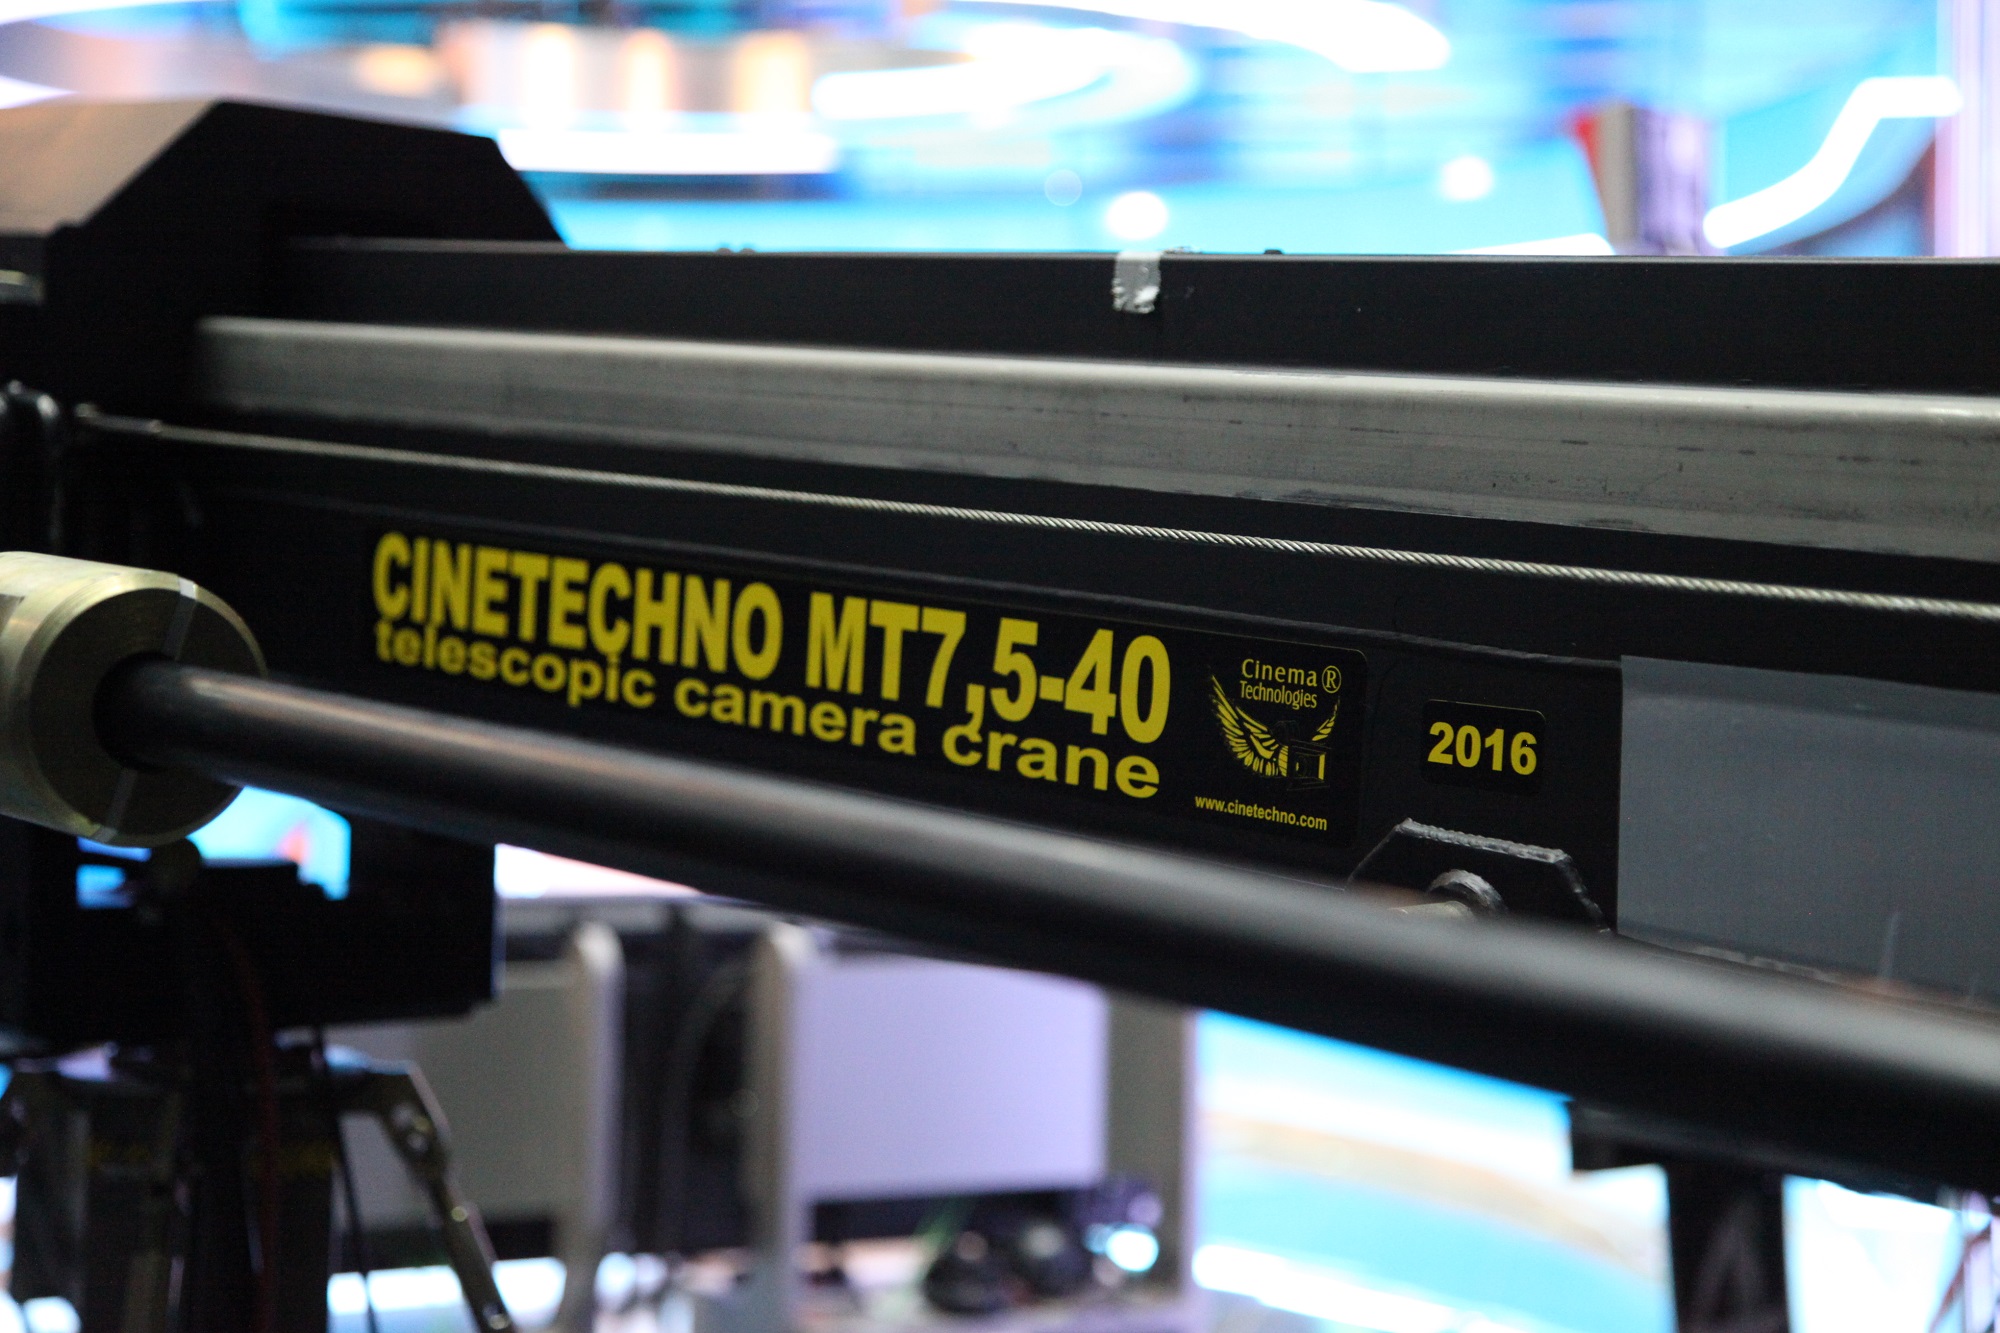 CINETECHNO MT7,5-40
telescopic camera crane
Cinema®
Technologies
www.cinetechno.com
2016